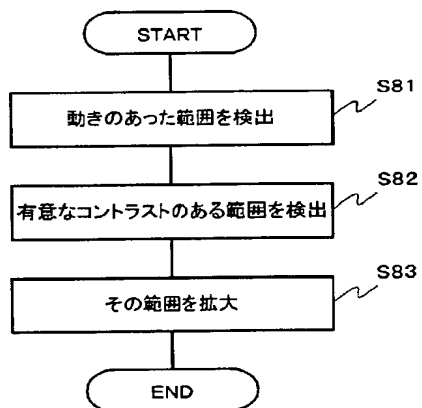 START
動きのあった範囲を検出
S81
有意なコントラストのある範囲を検出
S82
その範囲を拡大
S83
END